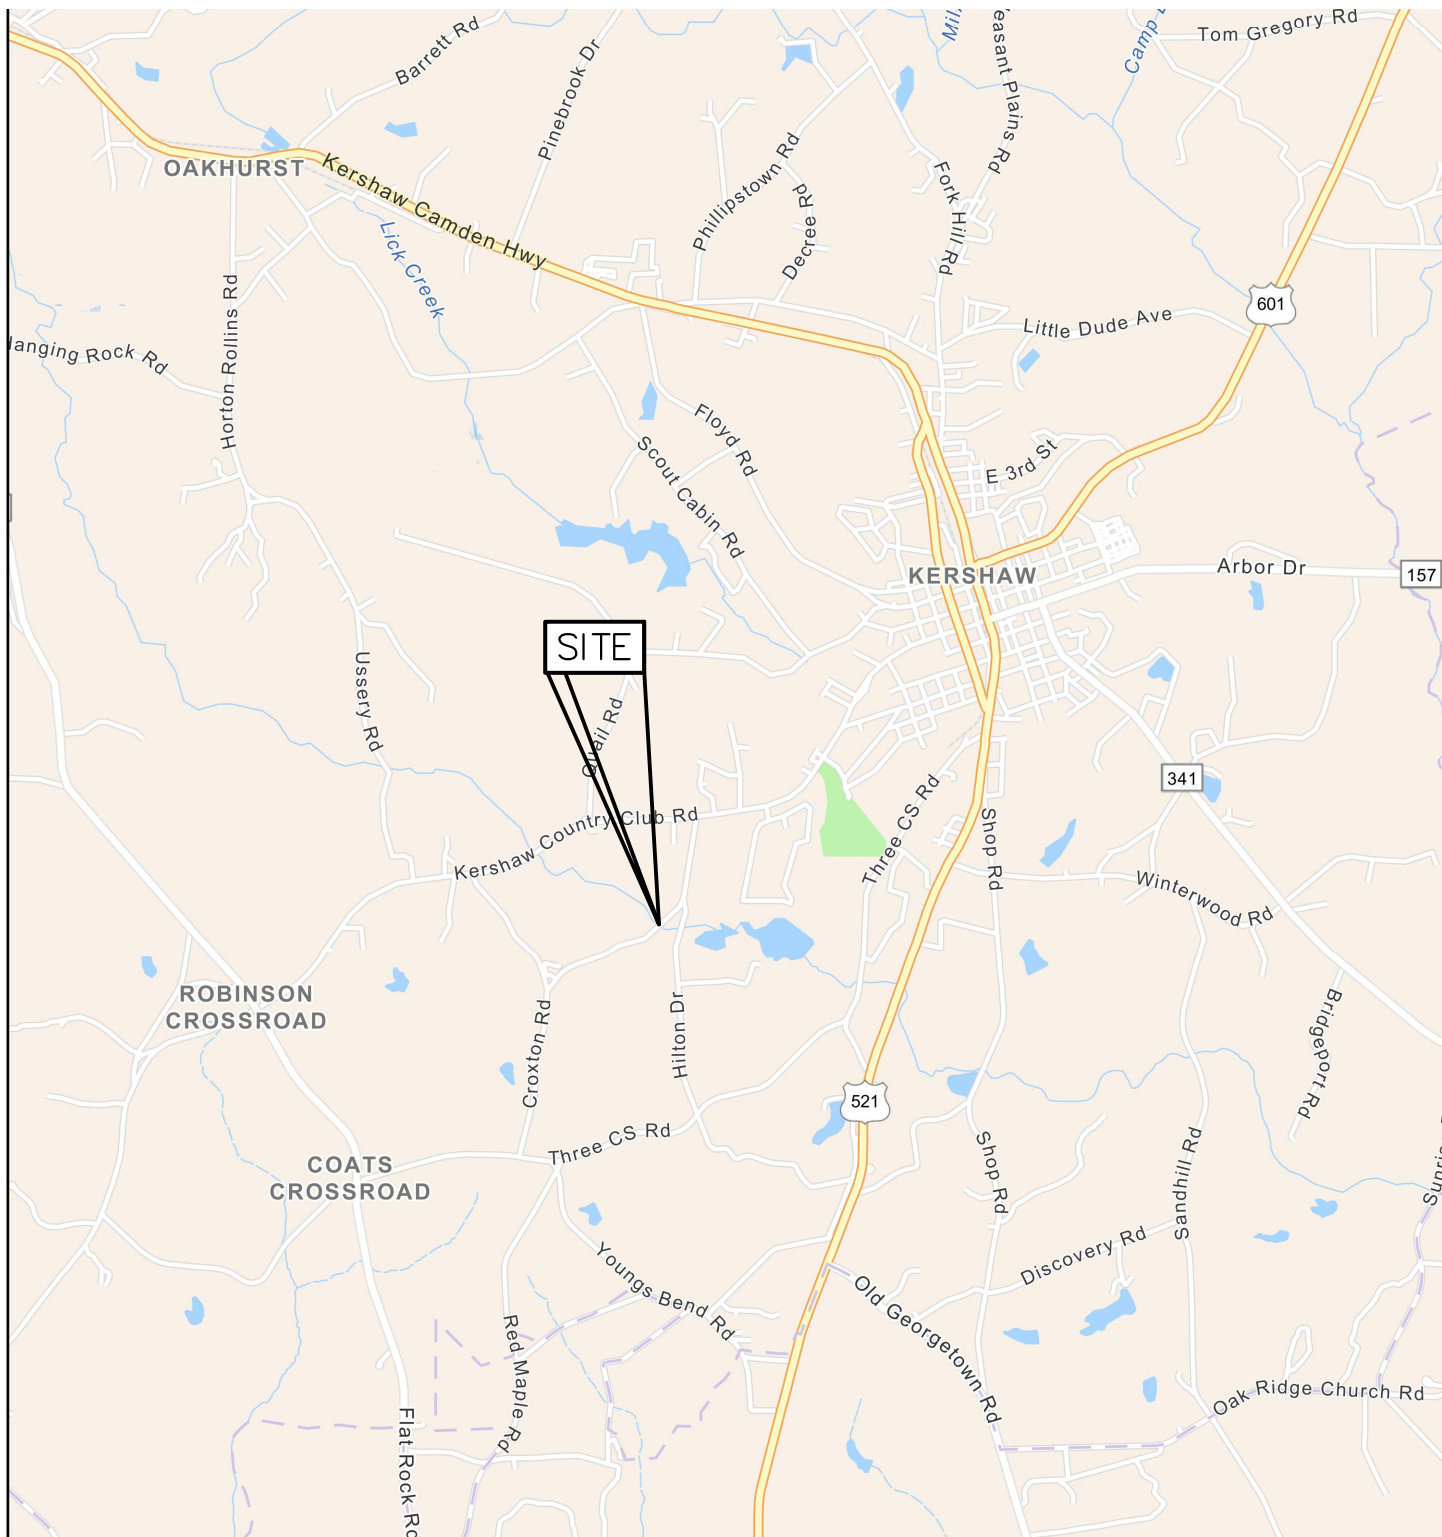 Tom Gregory Rd
Barrett Rd
Pinebrook Dr
easant Plains Rd
Camp
OAKHURST
Kershaw Camden Hwy
Phillipstown Rd
Decree Rd
Fork Hill Rd
Lick Creek
601
Little Dude Ave
Hanging Rock Rd
Horton Rollins Rd
Floyd Rd
Scout Cabin Rd
E 3rd St
KERSHAW
Arbor Dr
157
SITE
Ussery Rd
Quail Rd
341
Kershaw Country Club Rd
Three CS Rd
Shop Rd
Winterwood Rd
ROBINSON
CROSSROAD
Croxton Rd
Hilton Dr
Bridgeport Rd
521
Three CS Rd
Shop Rd
Sandhill Rd
COATS
CROSSROAD
Youngs Bend Rd
Discovery Rd
Old Georgetown Rd
Red Maple Rd
Oak Ridge Church Rd
Flat Rock Rd